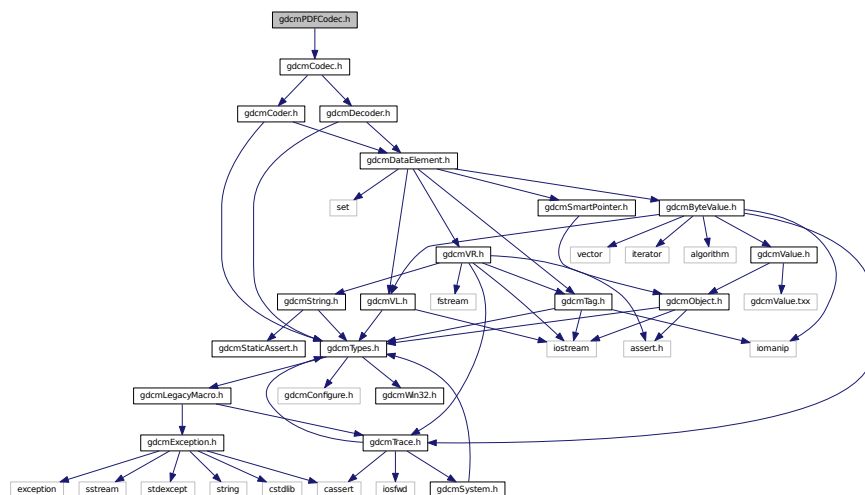 gdcmPDFCodec.h
gdcmCodec.h
gdcmCoder.h
gdcmDecoder.h
gdcmDataElement.h
set
gdcmSmartPointer.h
gdcmByteValue.h
gdcmVR.h
vector
iterator
algorithm
gdcmValue.h
gdcmString.h
gdcmVL.h
fstream
gdcmTag.h
gdcmObject.h
gdcmValue.txx
gdcmStaticAssert.h
gdcmTypes.h
iostream
assert.h
iomanip
gdcmLegacyMacro.h
gdcmConfigure.h
gdcmWin32.h
gdcmException.h
gdcmTrace.h
exception
sstream
stdexcept
string
cstdlib
cassert
iosfwd
gdcmSystem.h